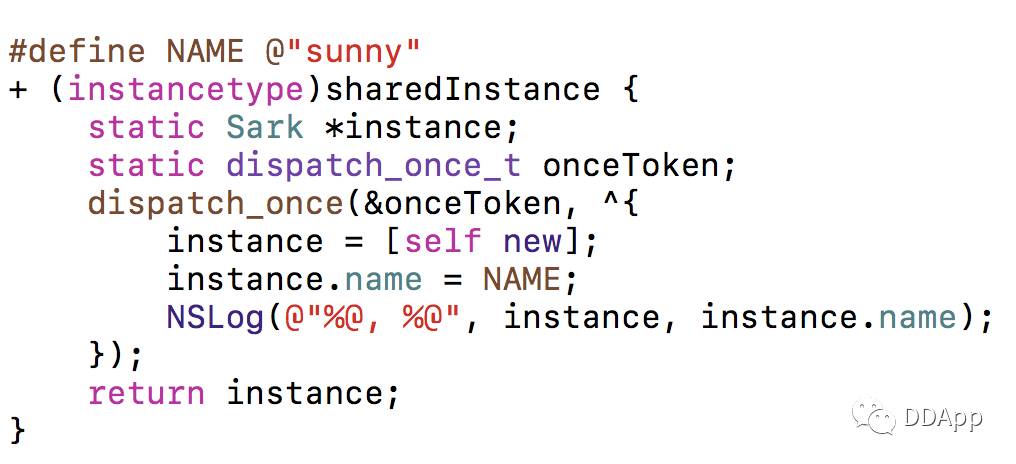 #define NAME @"sunny"
+ (instancetype)sharedInstance {
    static Sark *instance;
    static dispatch_once_t onceToken;
    dispatch_once(&onceToken, ^{
        instance = [self new];
        instance.name = NAME;
        NSLog(@"%@, %@", instance, instance.name);
    });
    return instance;
}
DDApp